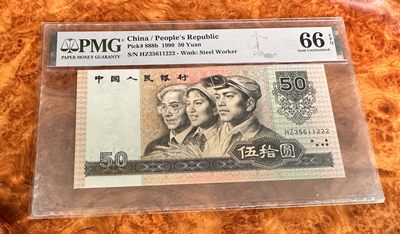 PMG
PAPER MONEY GUARANTY
China / People's Republic
Pick# 888b 1990 50 Yuan
S/N HZ35611222 - Wmk: Steel Worker
66 EPQ
Gem Uncirculated
中国人民银行
50
HZ35611222
50
伍拾圆